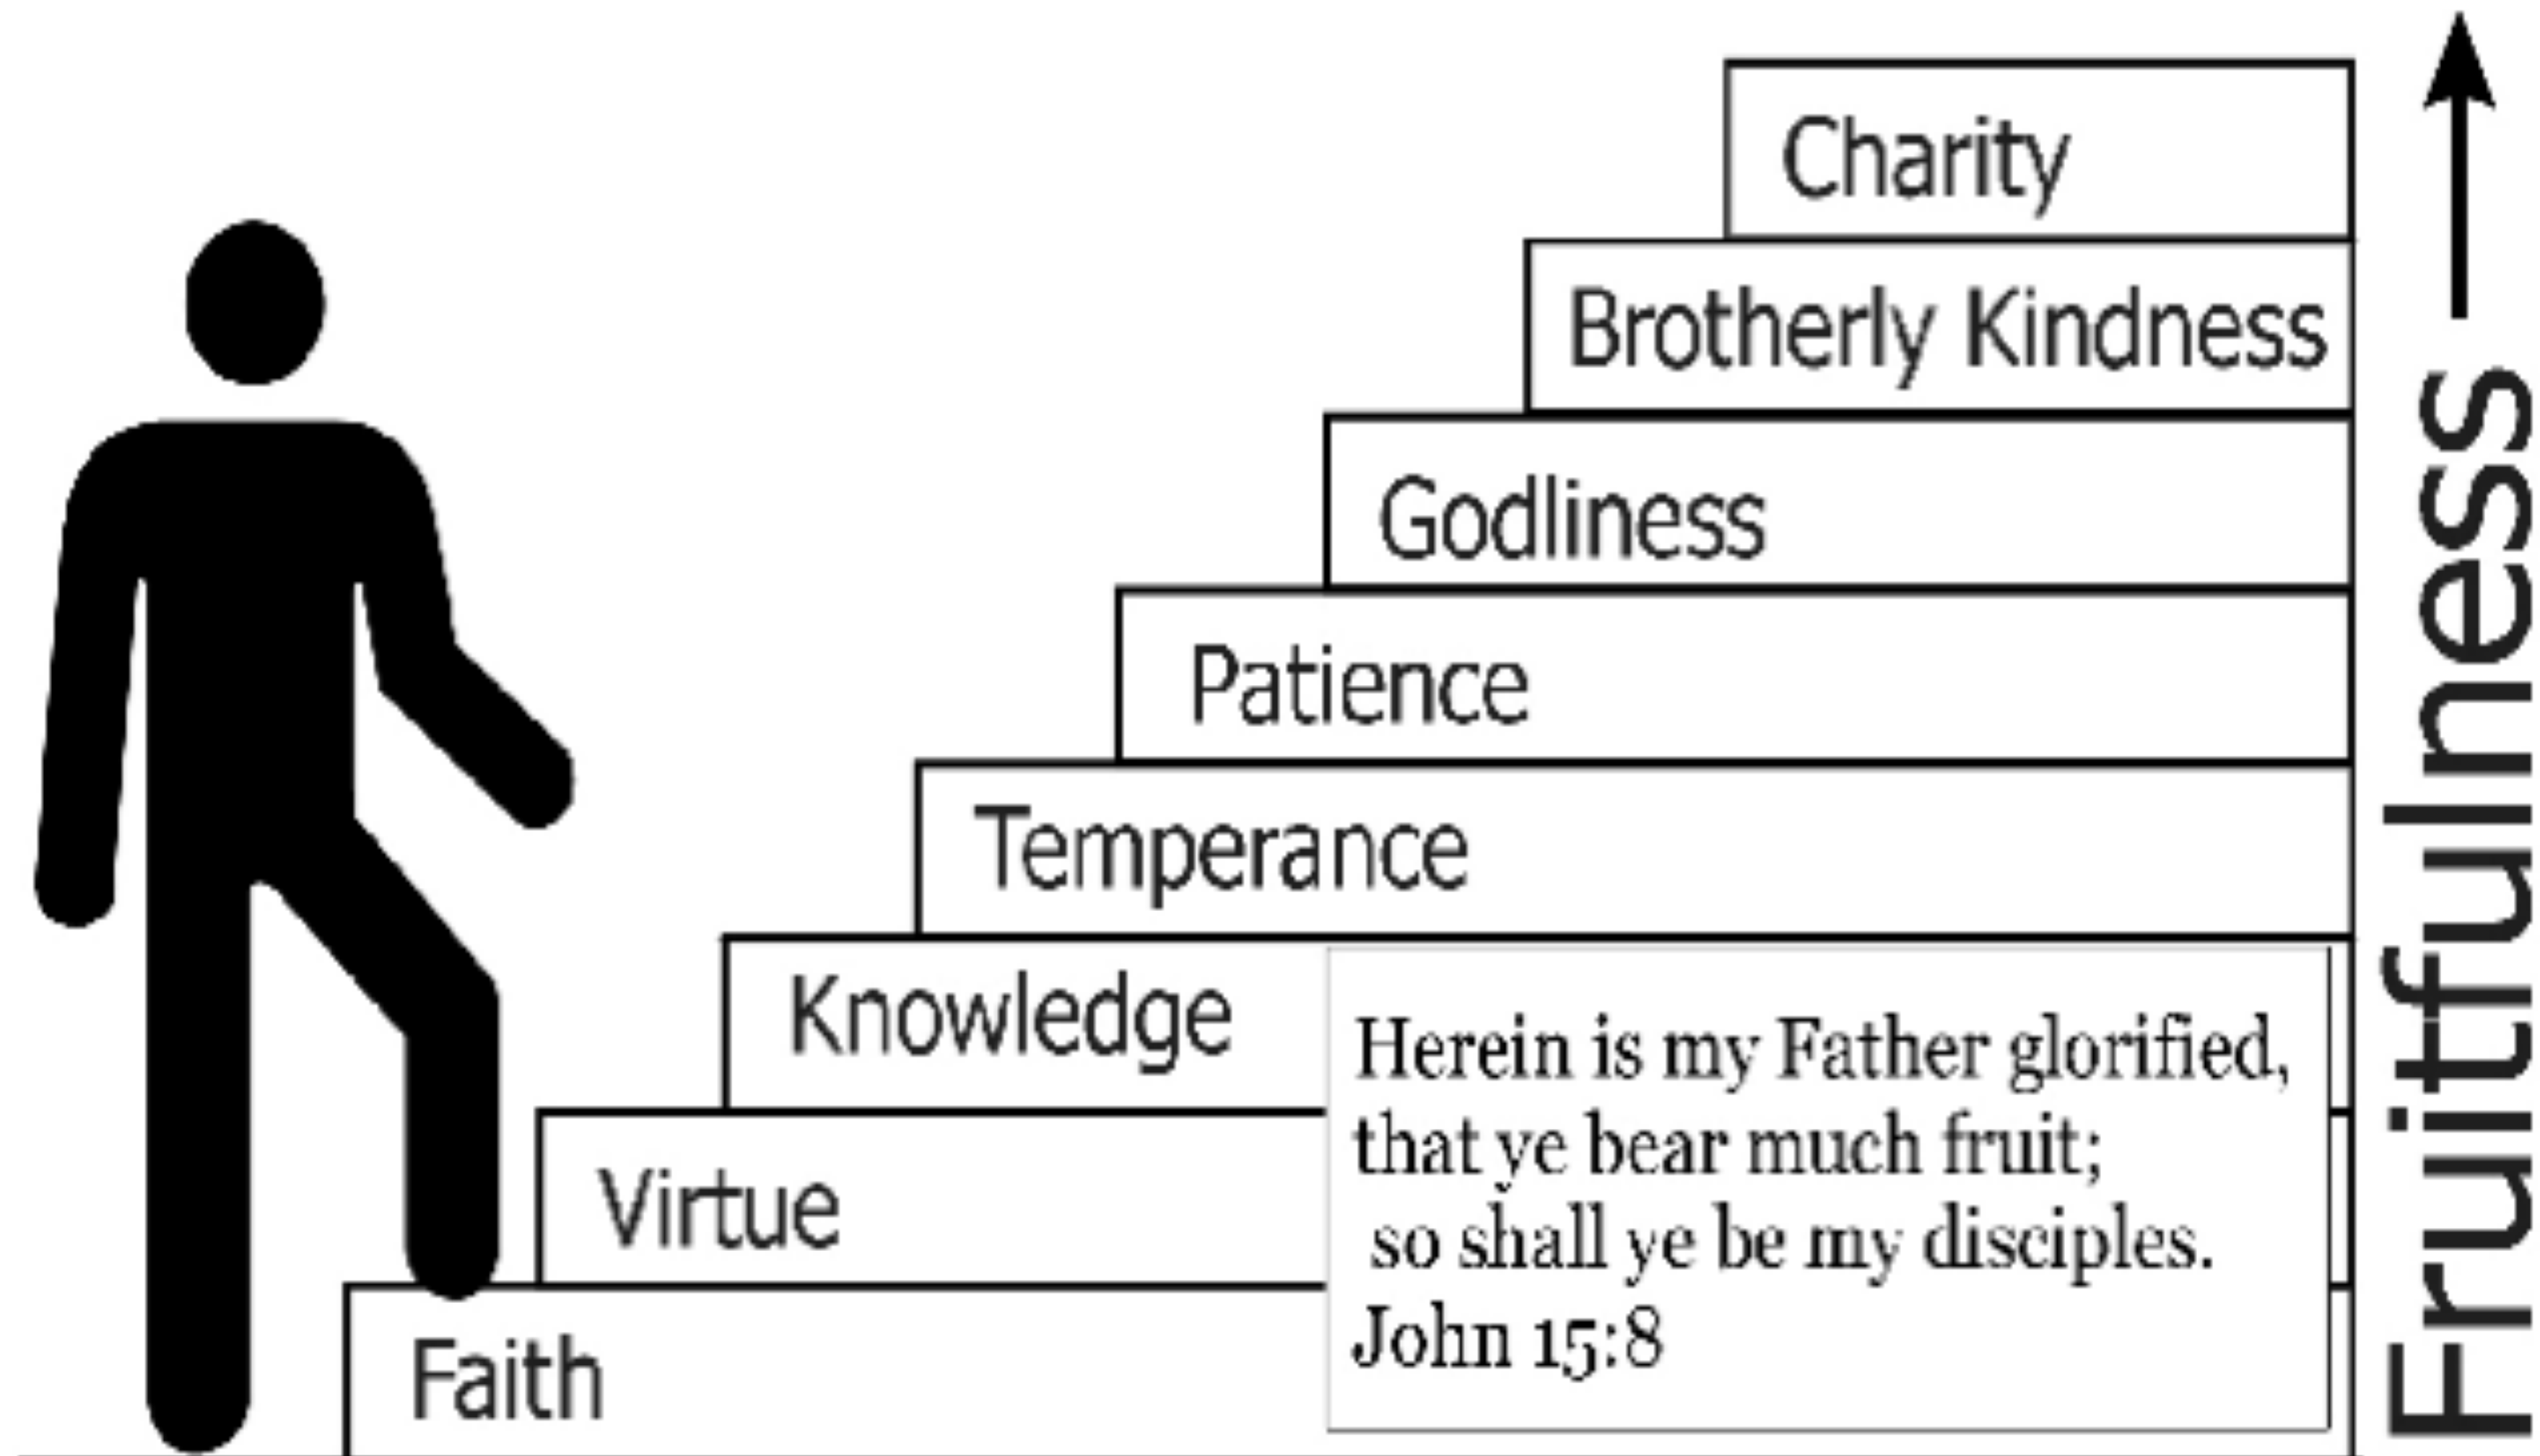 Charity
Brotherly Kindness
Godliness
Patience
Temperance
Knowledge
Virtue
Faith
Herein is my Father glorified,
that ye bear much fruit;
so shall ye be my disciples.
John 15:8
Fruitfulness